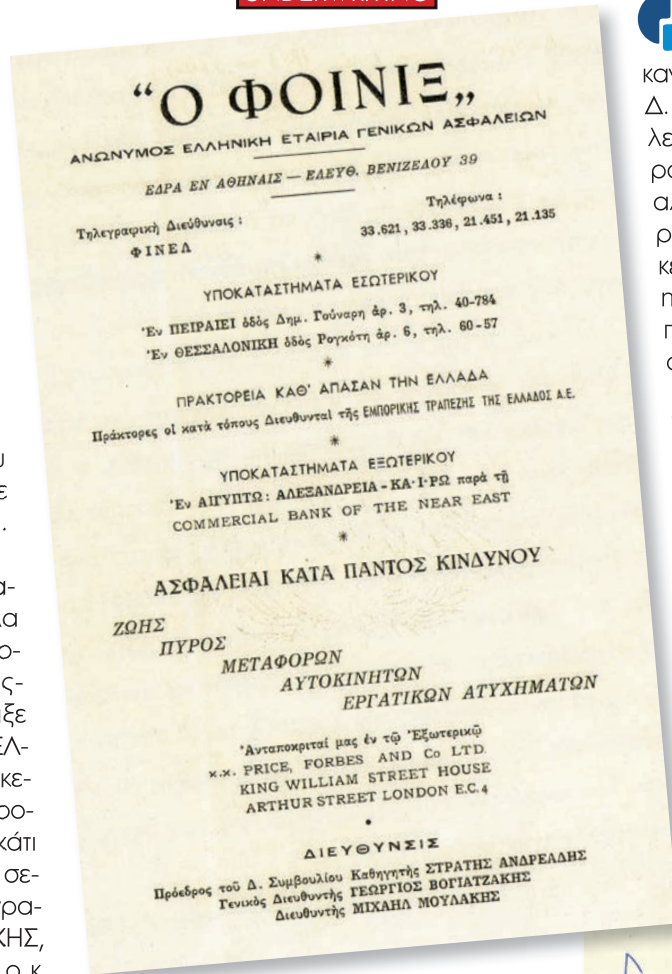 “Ο ΦΟΙΝΙΞ„
ΑΝΩΝΥΜΟΣ ΕΛΛΗΝΙΚΗ ΕΤΑΙΡΙΑ ΓΕΝΙΚΩΝ ΑΣΦΑΛΕΙΩΝ
ΕΔΡΑ ΕΝ ΑΘΗΝΑΙΣ — ΕΛΕΥΘ. ΒΕΝΙΖΕΛΟΥ 39
Τηλεγραφικὴ Διεύθυνσις :
ΦΙΝΕΛ
Τηλέφωνα :
33.621, 33.336, 21.451, 21.135
*
ΥΠΟΚΑΤΑΣΤΗΜΑΤΑ ΕΣΩΤΕΡΙΚΟΥ
Ἐν ΠΕΙΡΑΙΕΙ ὁδὸς Δημ. Γούναρη ἀρ. 3, τηλ. 40-784
Ἐν ΘΕΣΣΑΛΟΝΙΚΗ ὁδὸς Ρογκότη ἀρ. 6, τηλ. 60-57
*
ΠΡΑΚΤΟΡΕΙΑ ΚΑΘ' ΑΠΑΣΑΝ ΤΗΝ ΕΛΛΑΔΑ
Πράκτορες οἱ κατὰ τόπους Διευθυνταὶ τῆς ΕΜΠΟΡΙΚΗΣ ΤΡΑΠΕΖΗΣ ΤΗΣ ΕΛΛΑΔΟΣ Α.Ε.
*
ΥΠΟΚΑΤΑΣΤΗΜΑΤΑ ΕΞΩΤΕΡΙΚΟΥ
Ἐν ΑΙΓΥΠΤΩ: ΑΛΕΞΑΝΔΡΕΙΑ - ΚΑ·Ι·ΡΩ παρὰ τῇ
COMMERCIAL BANK OF THE NEAR EAST
*
ΑΣΦΑΛΕΙΑΙ ΚΑΤΑ ΠΑΝΤΟΣ ΚΙΝΔΥΝΟΥ
ΖΩΗΣ
ΠΥΡΟΣ
ΜΕΤΑΦΟΡΩΝ
ΑΥΤΟΚΙΝΗΤΩΝ
ΕΡΓΑΤΙΚΩΝ ΑΤΥΧΗΜΑΤΩΝ
Ἀνταποκριταί μας ἐν τῷ Ἐξωτερικῷ
κ.κ. PRICE, FORBES AND Co LTD.
KING WILLIAM STREET HOUSE
ARTHUR STREET LONDON E.C.4
•
ΔΙΕΥΘΥΝΣΙΣ
Πρόεδρος τοῦ Δ. Συμβουλίου Καθηγητὴς ΣΤΡΑΤΗΣ ΑΝΔΡΕΑΔΗΣ
Γενικὸς Διευθυντὴς ΓΕΩΡΓΙΟΣ ΒΟΓΙΑΤΖΑΚΗΣ
Διευθυντὴς ΜΙΧΑΗΛ ΜΟΥΛΑΚΗΣ